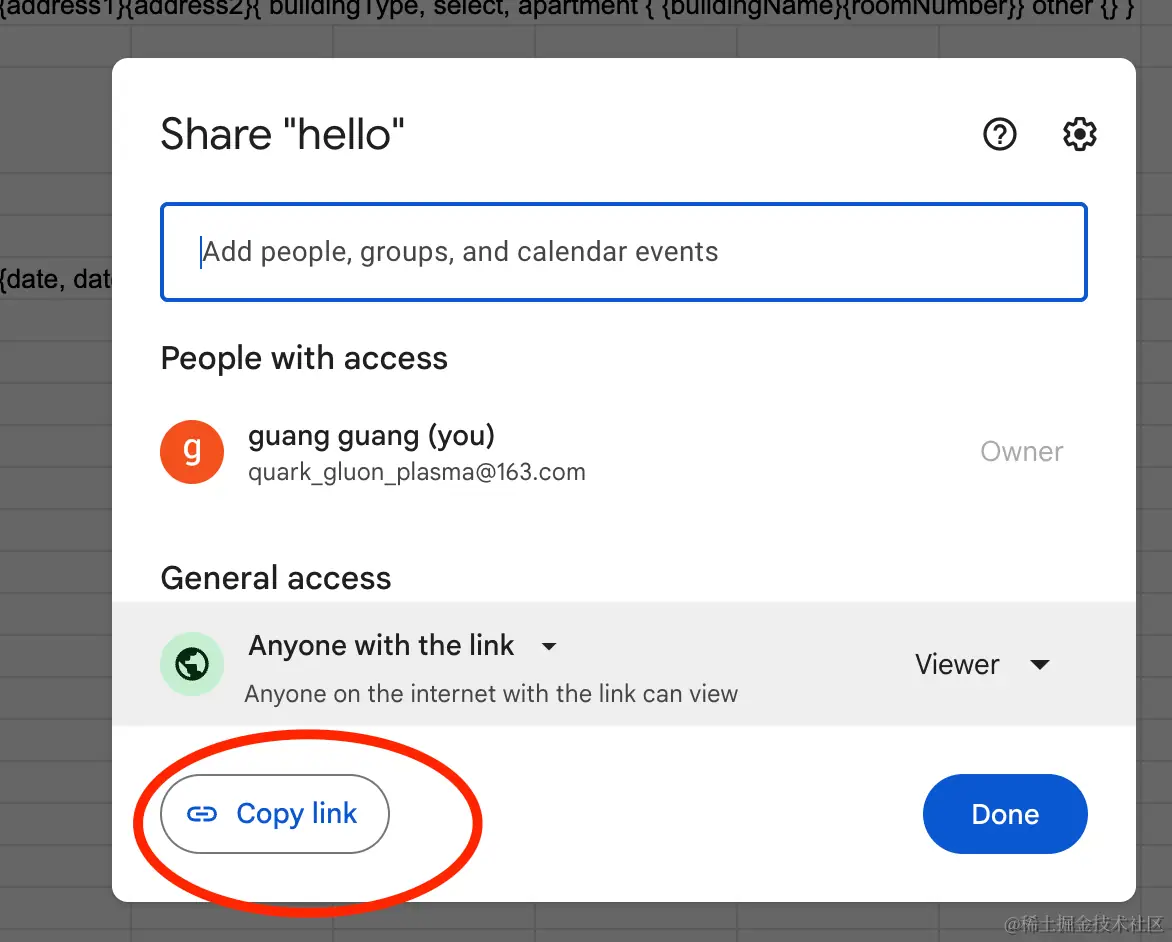 {address1}{address2}{ buildingType, select, apartment { {buildingName}{roomNumber}} other {} }
Share "hello"
Add people, groups, and calendar events
{date, dat
People with access
g
guang guang (you)
quark_gluon_plasma@163.com
Owner
General access
Anyone with the link
Anyone on the internet with the link can view
Viewer
Copy link
Done
@稀土掘金技术社区